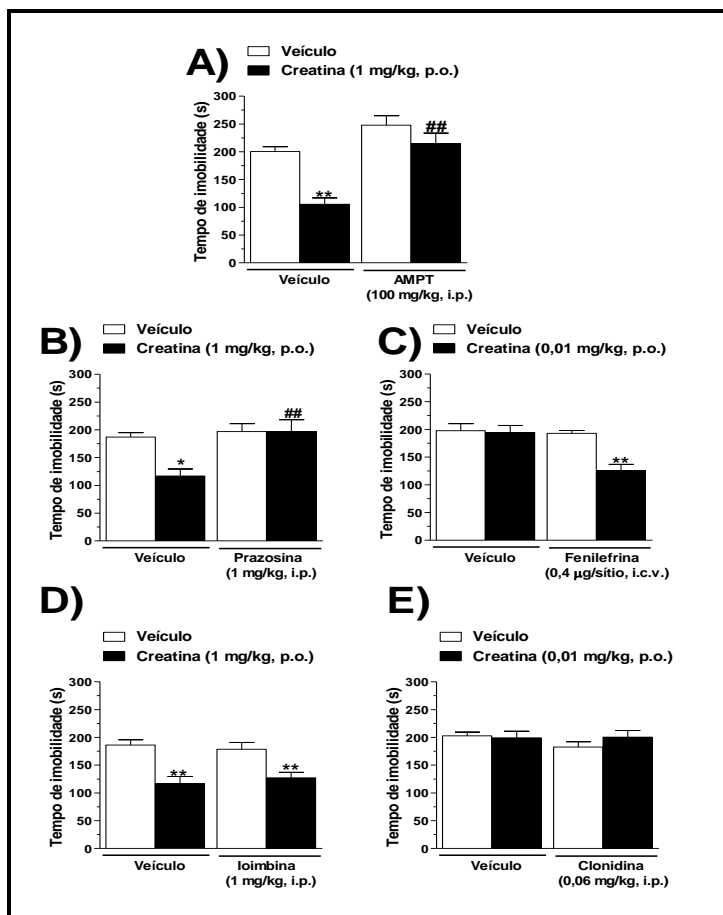 A)
Veículo
Creatina (1 mg/kg, p.o.)
Tempo de imobilidade (s)
300
250
200
150
100
50
0
**
##
Veículo
AMPT
(100 mg/kg, i.p.)
B)
Veículo
Creatina (1 mg/kg, p.o.)
Tempo de imobilidade (s)
300
250
200
150
100
50
0
*
##
Veículo
Prazosina
(1 mg/kg, i.p.)
C)
Veículo
Creatina (0,01 mg/kg, p.o.)
Tempo de imobilidade (s)
300
250
200
150
100
50
0
**
Veículo
Fenilefrina
(0,4 μg/sítio, i.c.v.)
D)
Veículo
Creatina (1 mg/kg, p.o.)
Tempo de imobilidade (s)
300
250
200
150
100
50
0
**
**
Veículo
Ioimbina
(1 mg/kg, i.p.)
E)
Veículo
Creatina (0,01 mg/kg, p.o.)
Tempo de imobilidade (s)
300
250
200
150
100
50
0
Veículo
Clonidina
(0,06 mg/kg, i.p.)